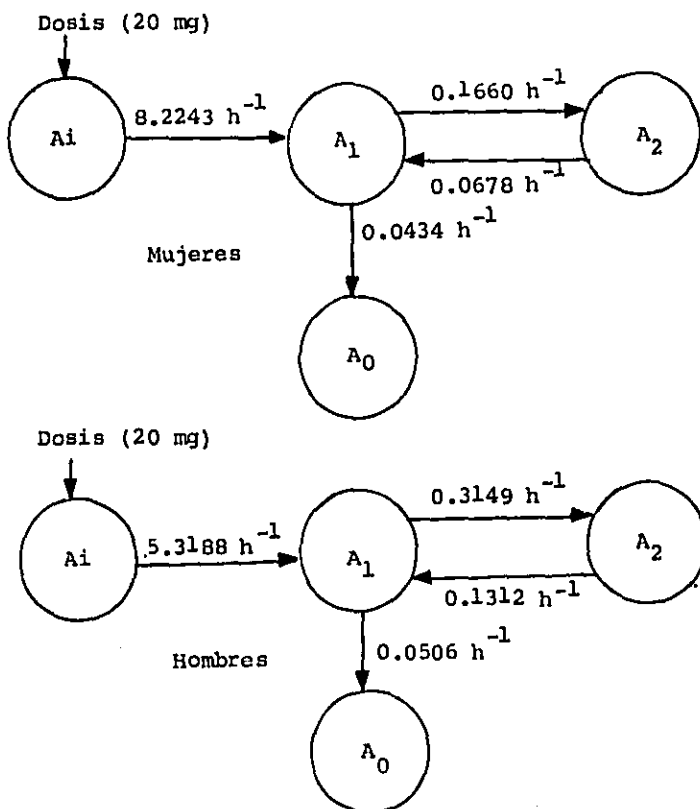 Dosis (20 mg)
Ai
8.2243 h⁻¹
A₁
0.1660 h⁻¹
A₂
0.0678 h⁻¹
0.0434 h⁻¹
Mujeres
A₀
Dosis (20 mg)
Ai
5.3188 h⁻¹
A₁
0.3149 h⁻¹
A₂
0.1312 h⁻¹
0.0506 h⁻¹
Hombres
A₀